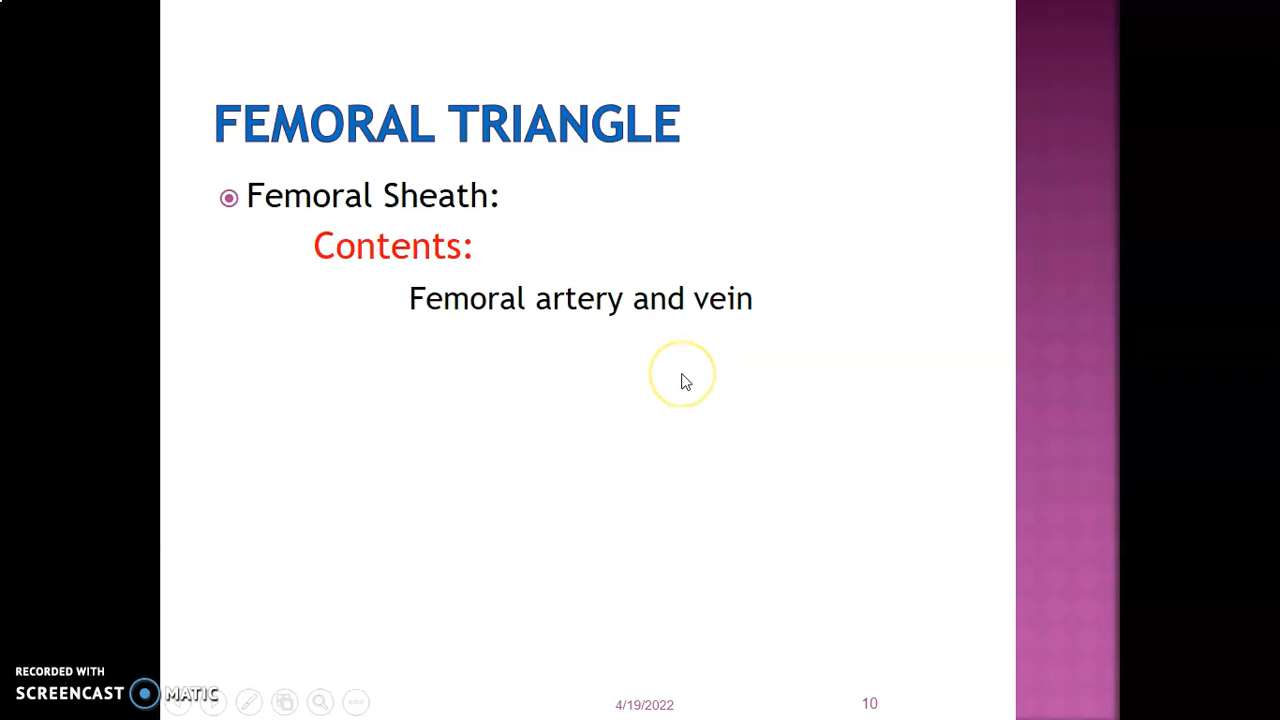 FEMORAL TRIANGLE
Femoral Sheath:
Contents:
Femoral artery and vein
RECORDED WITH
SCREENCAST MATIC
4/19/2022
10